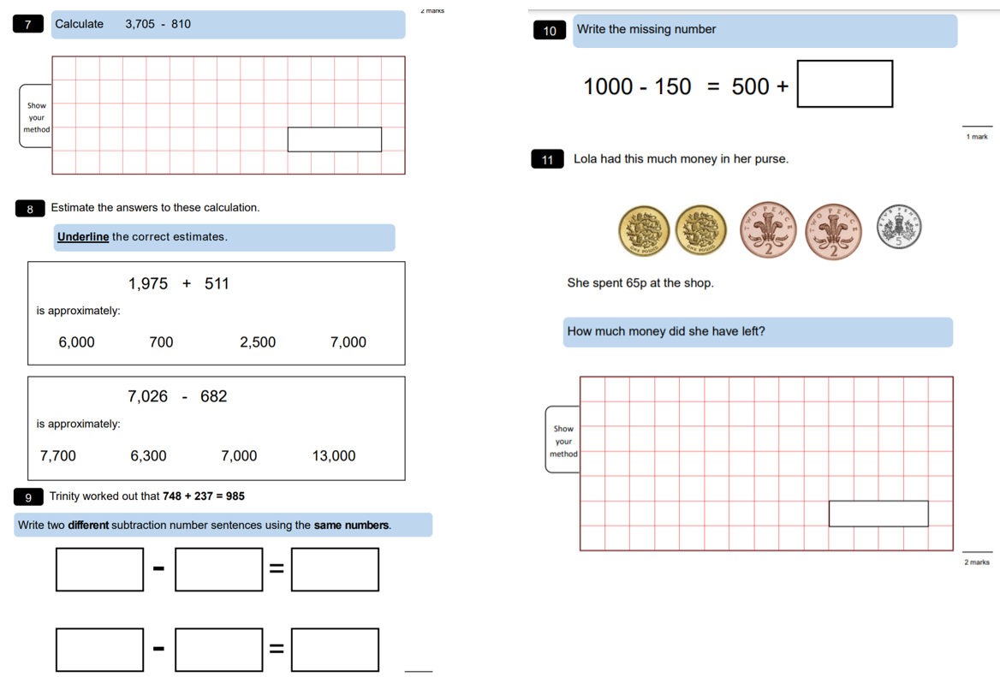 2 marks
7 Calculate 3,705 - 810
Show
your
method
8 Estimate the answers to these calculation.
Underline the correct estimates.
1,975 + 511
is approximately:
6,000 700 2,500 7,000
7,026 - 682
is approximately:
7,700 6,300 7,000 13,000
9 Trinity worked out that 748 + 237 = 985
Write two different subtraction number sentences using the same numbers.
- =
- =
10 Write the missing number
1000 - 150 = 500 +
1 mark
11 Lola had this much money in her purse.
ONE POUND
ONE POUND
TWO PENCE 2
TWO PENCE 2
FIVE PENCE 5
She spent 65p at the shop.
How much money did she have left?
Show
your
method
2 marks